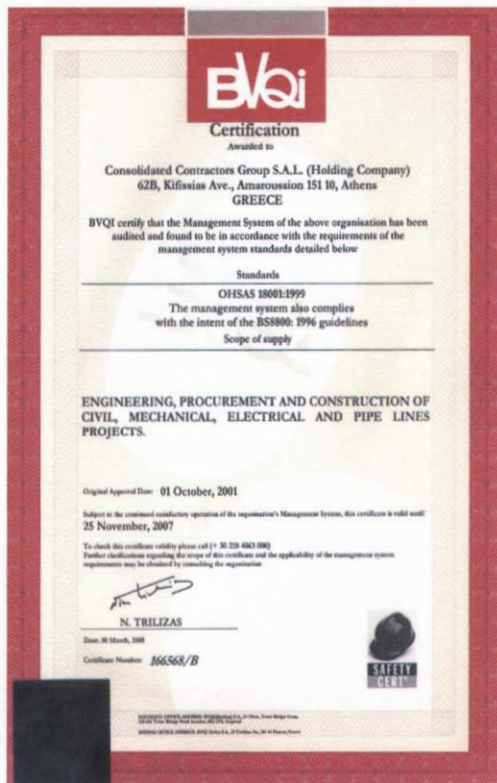 BVQi
Certification
Awarded to
Consolidated Contractors Group S.A.L. (Holding Company)
62B, Kifissias Ave., Amaroussion 151 10, Athens
GREECE
BVQI certify that the Management System of the above organisation has been
audited and found to be in accordance with the requirements of the
management system standards detailed below
Standards
OHSAS 18001:1999
The management system also complies
with the intent of the BS8800: 1996 guidelines
Scope of supply
ENGINEERING, PROCUREMENT AND CONSTRUCTION OF
CIVIL, MECHANICAL, ELECTRICAL AND PIPE LINES
PROJECTS.
Original Approval Date: 01 October, 2001
Subject to the continued satisfactory operation of the organisation's Management System, this certificate is valid until:
25 November, 2007
To check this certificate validity please call (+ 30 210 4063 000)
Further clarifications regarding the scope of this certificate and the applicability of the management system
requirements may be obtained by consulting the organisation
N. TRILIZAS
Date: 30 March,
Certificate Number: 166568/B
SAFETY
CERT